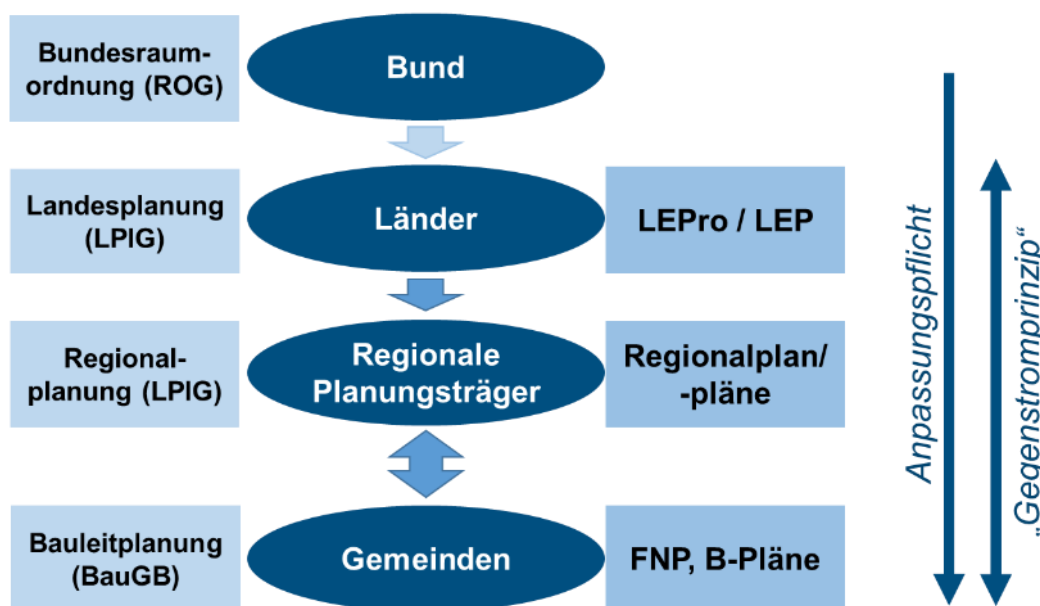 Bundesraum-
ordnung (ROG)
Bund
Landesplanung
(LPlG)
Länder
LEPro / LEP
Regional-
planung (LPlG)
Regionale
Planungsträger
Regionalplan/
-pläne
Bauleitplanung
(BauGB)
Gemeinden
FNP, B-Pläne
Anpassungspflicht
„Gegenstromprinzip“